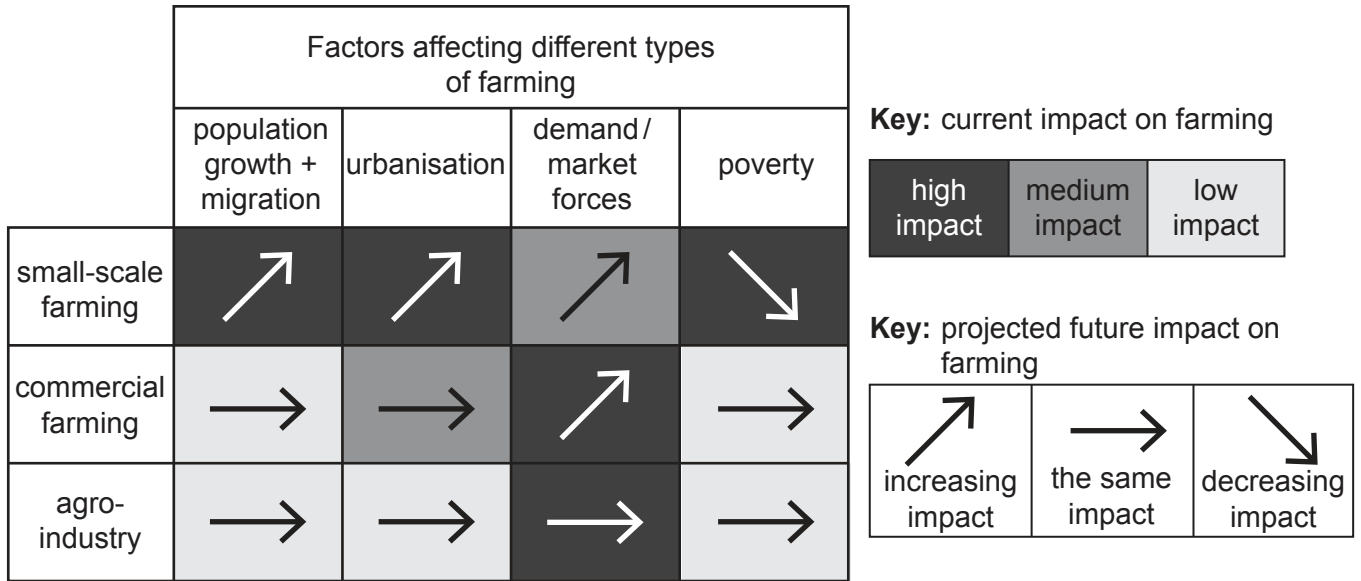 Factors affecting different types
of farming
population
growth +
migration
urbanisation
demand /
market
forces
poverty
small-scale
farming
commercial
farming
agro-
industry
Key: current impact on farming
high
impact
medium
impact
low
impact
Key: projected future impact on
farming
increasing
impact
the same
impact
decreasing
impact